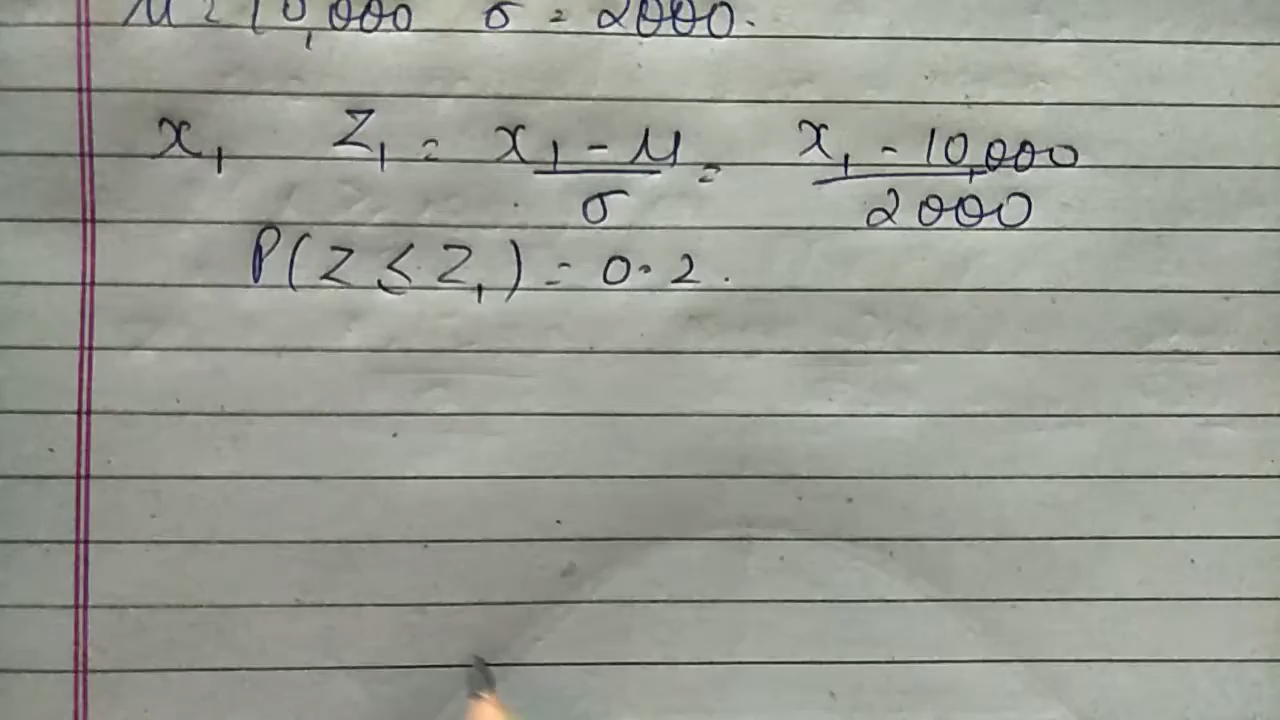 μ = 10,000 σ = 2000.
x₁ Z₁ = x₁ - μ / σ = x₁ - 10,000 / 2000
P(Z ≤ Z₁) = 0.2.